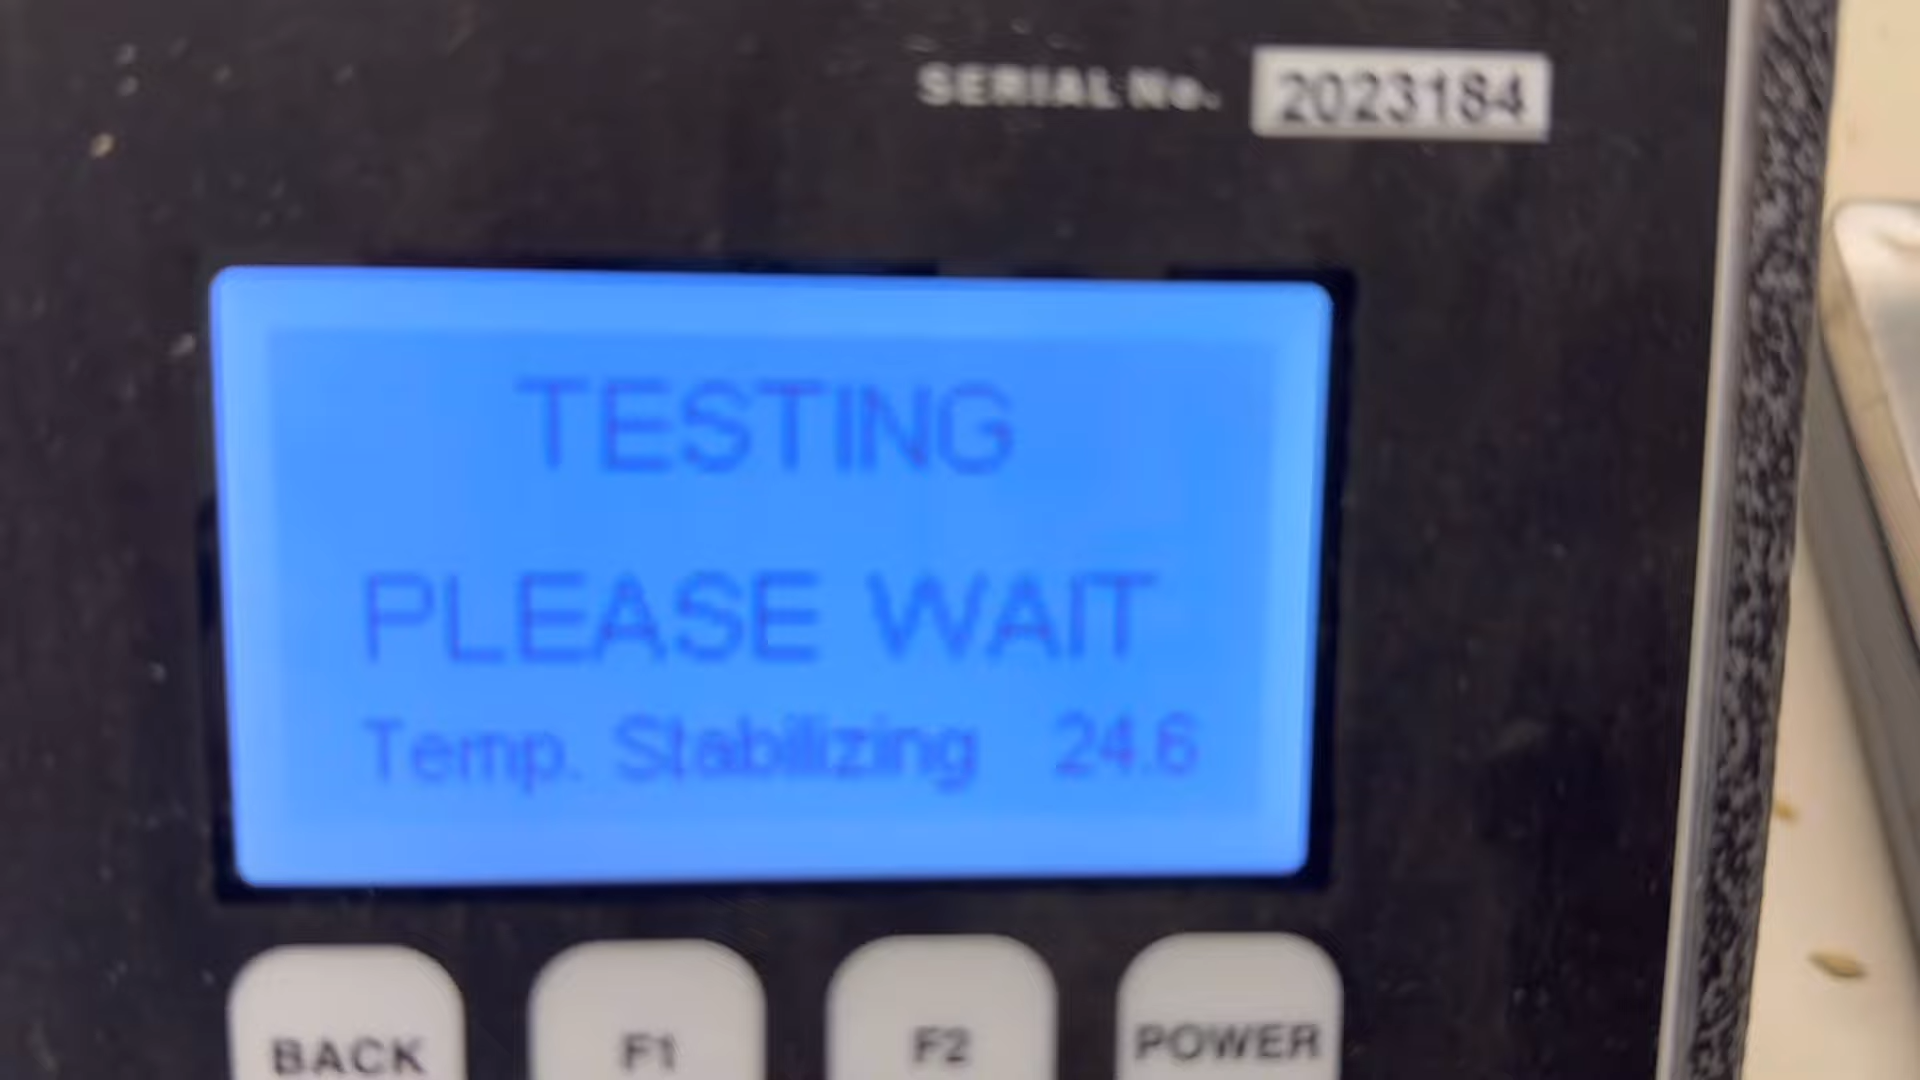 SERIAL No. 2023184
TESTING
PLEASE WAIT
Temp. Stabilizing 24.6
BACK F1 F2 POWER